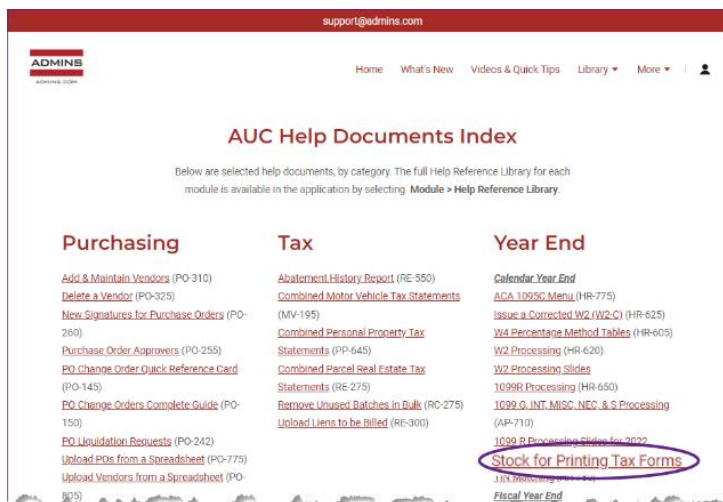 support@admins.com
ADMINS
ADMINS.COM
Home What's New Videos & Quick Tips Library More
AUC Help Documents Index
Below are selected help documents, by category. The full Help Reference Library for each
module is available in the application by selecting Module > Help Reference Library.
Purchasing
Add & Maintain Vendors (PO-310)
Delete a Vendor (PO-325)
New Signatures for Purchase Orders (PO-
260)
Purchase Order Approvers (PO-255)
PO Change Order Quick Reference Card
(PO-145)
PO Change Orders Complete Guide (PO-
150)
PO Liquidation Requests (PO-242)
Upload POs from a Spreadsheet (PO-775)
Upload Vendors from a Spreadsheet (PO-
805)
Tax
Abatement History Report (RE-550)
Combined Motor Vehicle Tax Statements
(MV-195)
Combined Personal Property Tax
Statements (PP-645)
Combined Parcel Real Estate Tax
Statements (RE-275)
Remove Unused Batches in Bulk (RC-275)
Upload Liens to be Billed (RE-300)
Year End
Calendar Year End
ACA 1095C Menu (HR-775)
Issue a Corrected W2 (W2-C) (HR-625)
W4 Percentage Method Tables (HR-605)
W2 Processing (HR-620)
W2 Processing Slides
1099R Processing (HR-650)
1099 G, INT, MISC, NEC, & S Processing
(AP-710)
1099 R Processing Slides for 2022
Stock for Printing Tax Forms
TIN Matching
Fiscal Year End